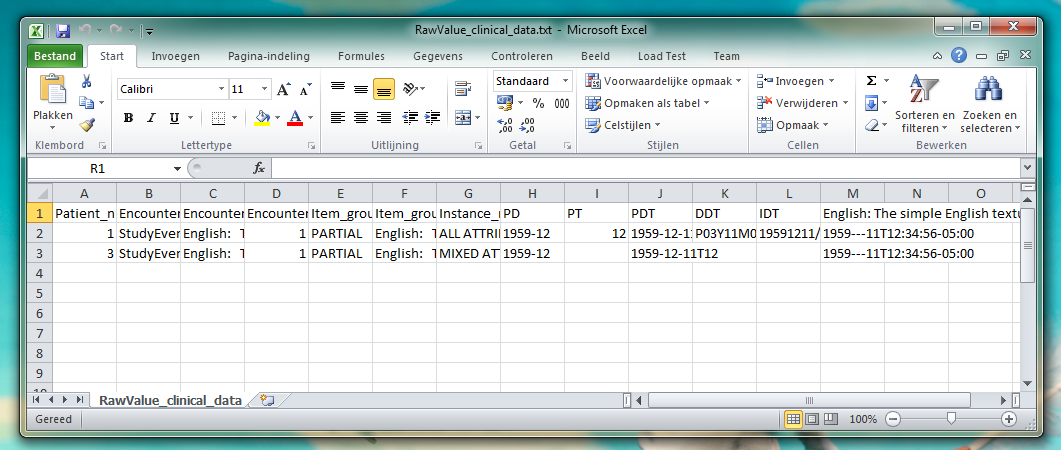 RawValue_clinical_data.txt - Microsoft Excel
Bestand Start Invoegen Pagina-indeling Formules Gegevens Controleren Beeld Load Test Team
Calibri 11 Standaard Voorwaardelijke opmaak Invoegen Σ
Plakken B I U A % 000 Opmaken als tabel Verwijderen Sorteren en filteren Zoeken en selecteren
,00 ,0 Celstijlen Opmaak
Klembord Lettertype Uitlijning Getal Stijlen Cellen Bewerken
R1 fx
A B C D E F G H I J K L M N O
1 Patient_n Encounter Encounter Encounter Item_grou Item_grou Instance_ PD PT PDT DDT IDT English: The simple English textu
2 1 StudyEver English: T 1 PARTIAL English: T ALL ATTRI 1959-12 12 1959-12-1 P03Y11M0 19591211/ 1959---11T12:34:56-05:00
3 3 StudyEver English: T 1 PARTIAL English: T MIXED AT 1959-12 1959-12-11T12 1959---11T12:34:56-05:00
4
5
6
7
8
9
10
RawValue_clinical_data
Gereed 100%